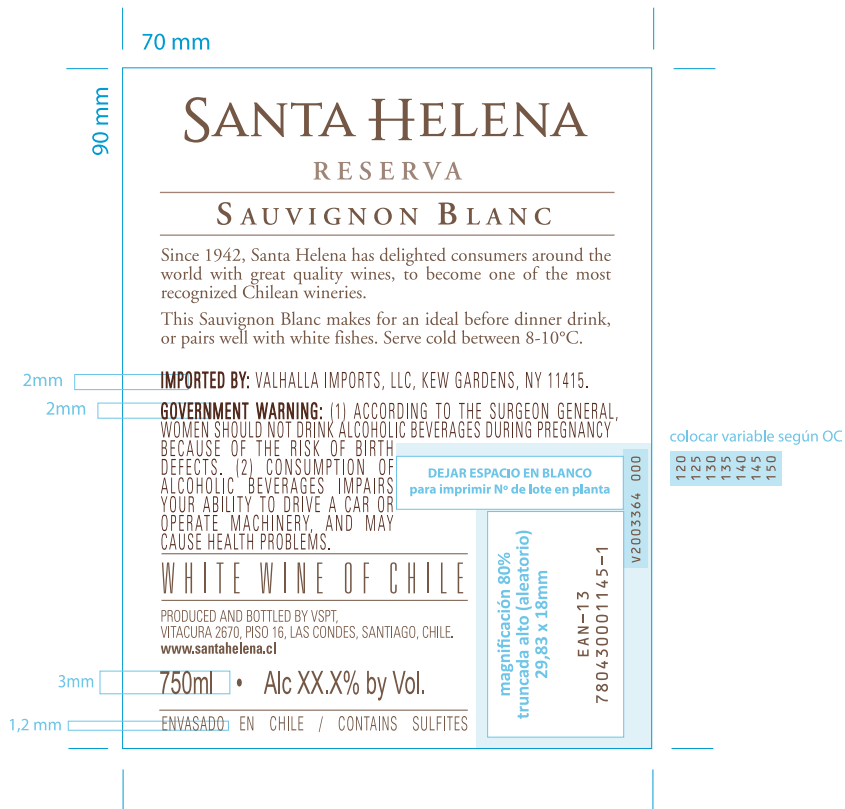 70 mm
90 mm
SANTA HELENA
RESERVA
SAUVIGNON BLANC
Since 1942, Santa Helena has delighted consumers around the
world with great quality wines, to become one of the most
recognized Chilean wineries.
This Sauvignon Blanc makes for an ideal before dinner drink,
or pairs well with white fishes. Serve cold between 8-10°C.
2mm
IMPORTED BY: VALHALLA IMPORTS, LLC, KEW GARDENS, NY 11415.
2mm
GOVERNMENT WARNING: (1) ACCORDING TO THE SURGEON GENERAL,
WOMEN SHOULD NOT DRINK ALCOHOLIC BEVERAGES DURING PREGNANCY
BECAUSE OF THE RISK OF BIRTH
DEFECTS. (2) CONSUMPTION OF
ALCOHOLIC BEVERAGES IMPAIRS
YOUR ABILITY TO DRIVE A CAR OR
OPERATE MACHINERY, AND MAY
CAUSE HEALTH PROBLEMS.
DEJAR ESPACIO EN BLANCO
para imprimir Nº de lote en planta
V2003364 000
colocar variable según OC
120
125
130
135
140
145
150
WHITE WINE OF CHILE
PRODUCED AND BOTTLED BY VSPT,
VITACURA 2670, PISO 16, LAS CONDES, SANTIAGO, CHILE.
www.santahelena.cl
magnificación 80%
truncada alto (aleatorio)
29,83 x 18mm
EAN-13
780430001145-1
3mm
750ml • Alc XX.X% by Vol.
1,2 mm
ENVASADO EN CHILE / CONTAINS SULFITES